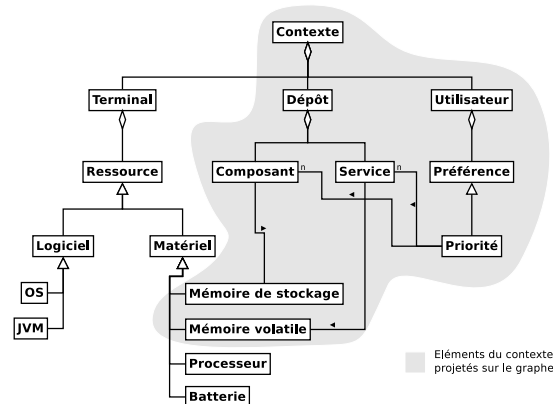 Contexte
Terminal
Dépôt
Utilisateur
Ressource
Composant
n
Service
n
Préférence
Logiciel
Matériel
Priorité
OS
Mémoire de stockage
JVM
Mémoire volatile
Processeur
Batterie
Eléments du contexte
projetés sur le graphe